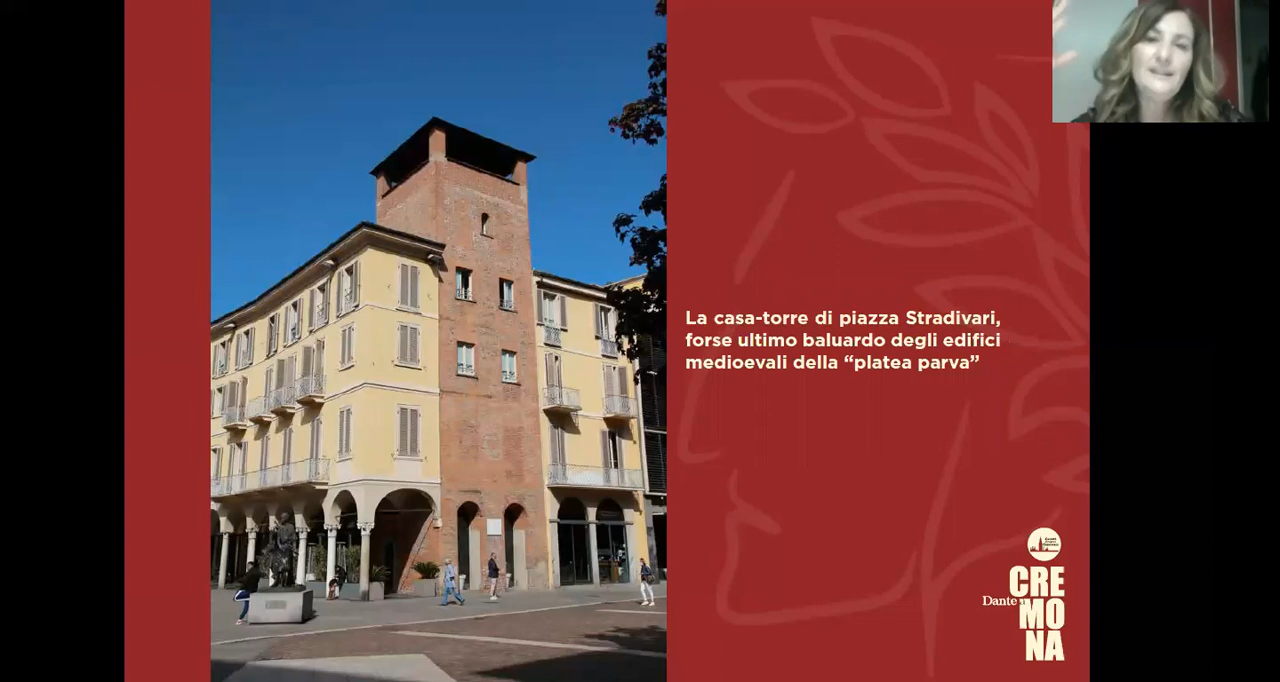 La casa-torre di piazza Stradivari,
forse ultimo baluardo degli edifici
medioevali della “platea parva”
Dante
CRE
MO
NA